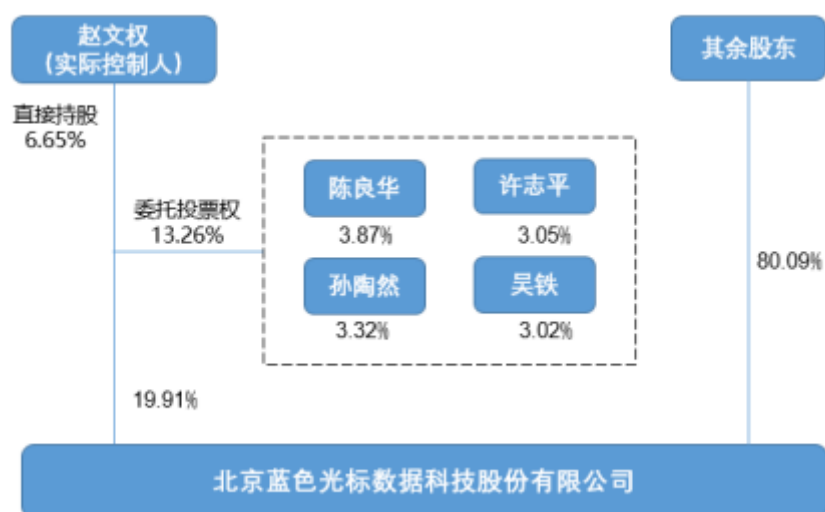 赵文权
（实际控制人）
其余股东
直接持股
6.65%
委托投票权
13.26%
陈良华
许志平
3.87%
3.05%
孙陶然
吴铁
3.32%
3.02%
80.09%
19.91%
北京蓝色光标数据科技股份有限公司